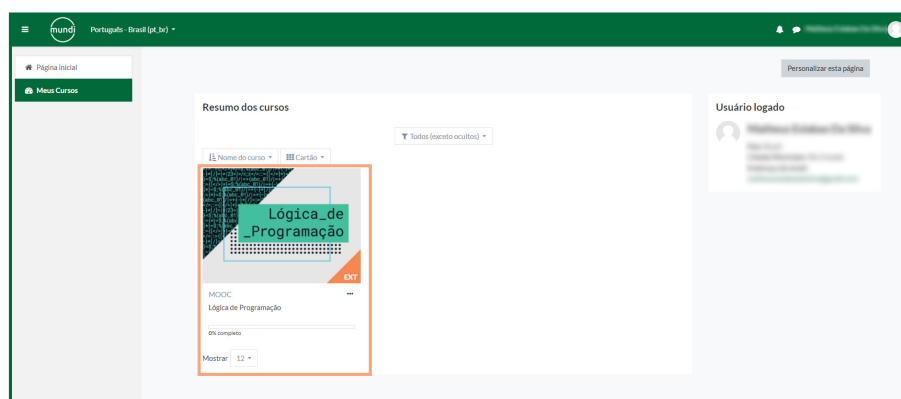 mundi
Português - Brasil (pt_br)
Página inicial
Meus Cursos
Personalizar esta página
Resumo dos cursos
Todos (exceto ocultos)
Nome do curso
Cartão
Lógica_de
_Programação
EXT
MOOC
Lógica de Programação
0% completo
Mostrar 12
Usuário logado